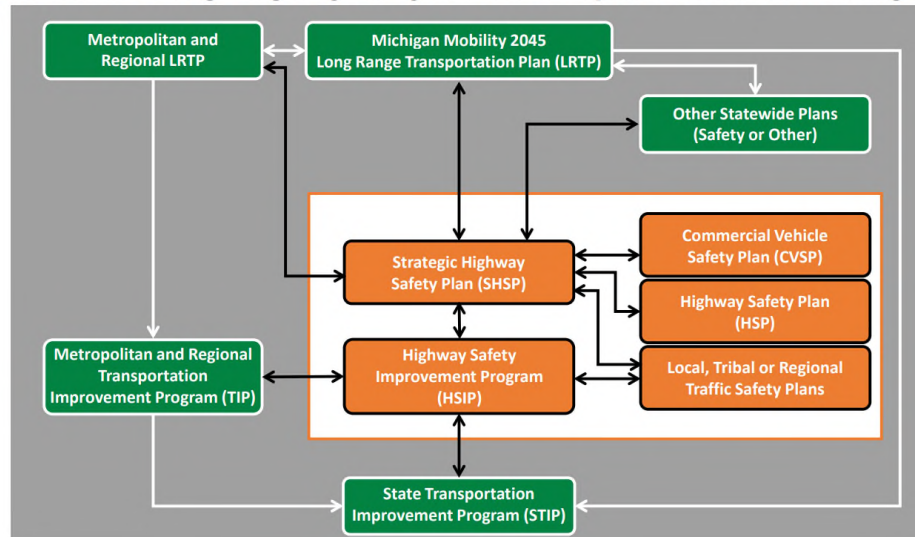 Metropolitan and
Regional LRTP
Michigan Mobility 2045
Long Range Transportation Plan (LRTP)
Other Statewide Plans
(Safety or Other)
Strategic Highway
Safety Plan (SHSP)
Commercial Vehicle
Safety Plan (CVSP)
Highway Safety Plan
(HSP)
Metropolitan and Regional
Transportation
Improvement Program (TIP)
Highway Safety
Improvement Program
(HSIP)
Local, Tribal or Regional
Traffic Safety Plans
State Transportation
Improvement Program (STIP)